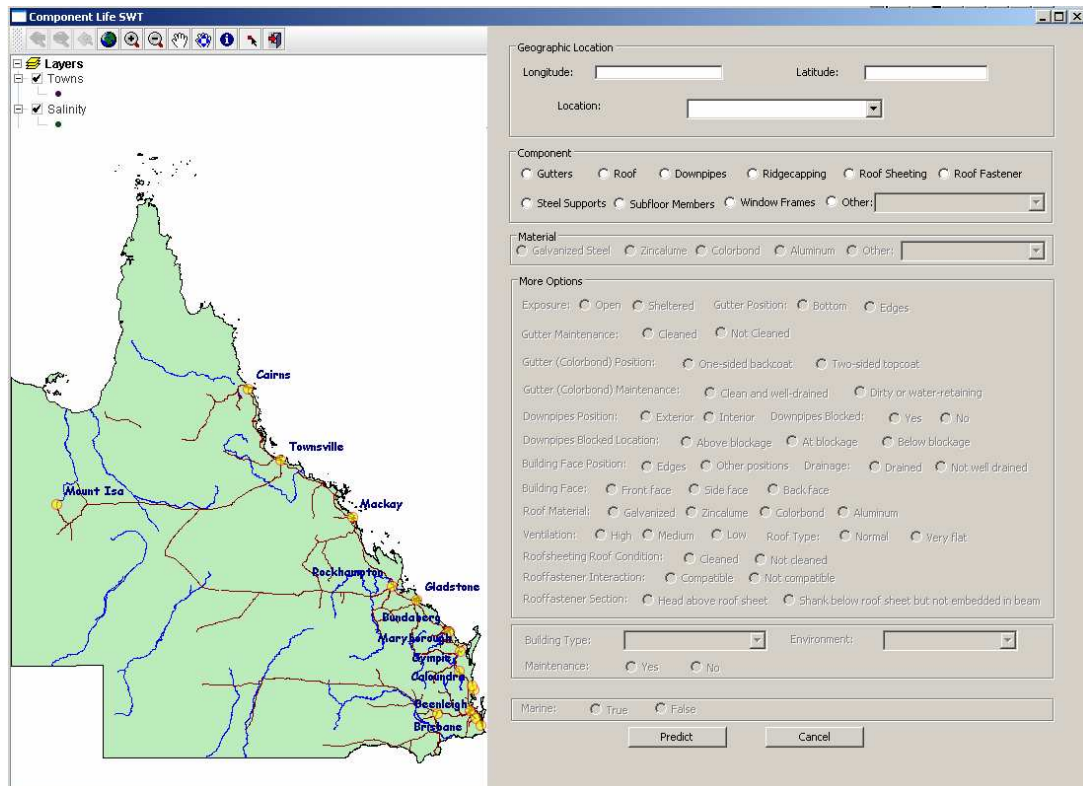 Component Life SWT
Layers
Towns
Salinity
Cairns
Townsville
Mount Isa
Mackay
Rockhampton
Gladstone
Bundaberg
Maryborough
Gympie
Caloundra
Beenleigh
Brisbane
Geographic Location
Longitude: Latitude:
Location:
Component
Gutters Roof Downpipes Ridgecapping Roof Sheeting Roof Fastener
Steel Supports Subfloor Members Window Frames Other:
Material
Galvanized Steel Zincalume Colorbond Aluminum Other:
More Options
Exposure: Open Sheltered Gutter Position: Bottom Edges
Gutter Maintenance: Cleaned Not Cleaned
Gutter (Colorbond) Position: One-sided backcoat Two-sided topcoat
Gutter (Colorbond) Maintenance: Clean and well-drained Dirty or water-retaining
Downpipes Position: Exterior Interior Downpipes Blocked: Yes No
Downpipes Blocked Location: Above blockage At blockage Below blockage
Building Face Position: Edges Other positions Drainage: Drained Not well drained
Building Face: Front face Side face Back face
Roof Material: Galvanized Zincalume Colorbond Aluminum
Ventilation: High Medium Low Roof Type: Normal Very flat
Roofsheeting Roof Condition: Cleaned Not cleaned
Rooffastener Interaction: Compatible Not compatible
Rooffastener Section: Head above roof sheet Shank below roof sheet but not embedded in beam
Building Type: Environment:
Maintenance: Yes No
Marine: True False
Predict Cancel